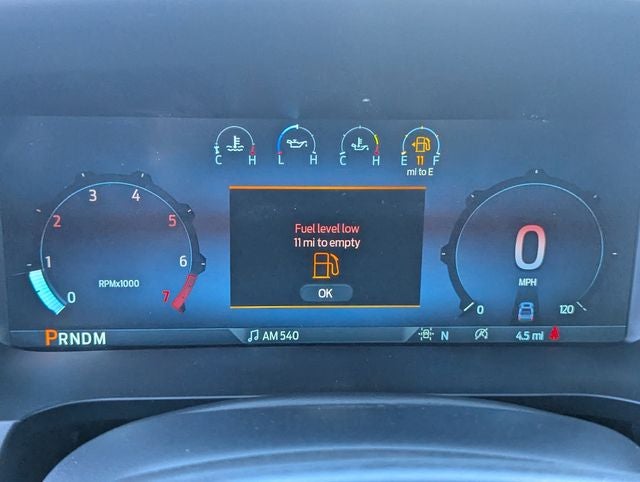 C H
L H
C H
E F
11
mi to E
Fuel level low
11 mi to empty
OK
0
1
2
3
4
5
6
7
RPMx1000
0
MPH
0
120
PRNDM
AM 540
N
4.5 mi